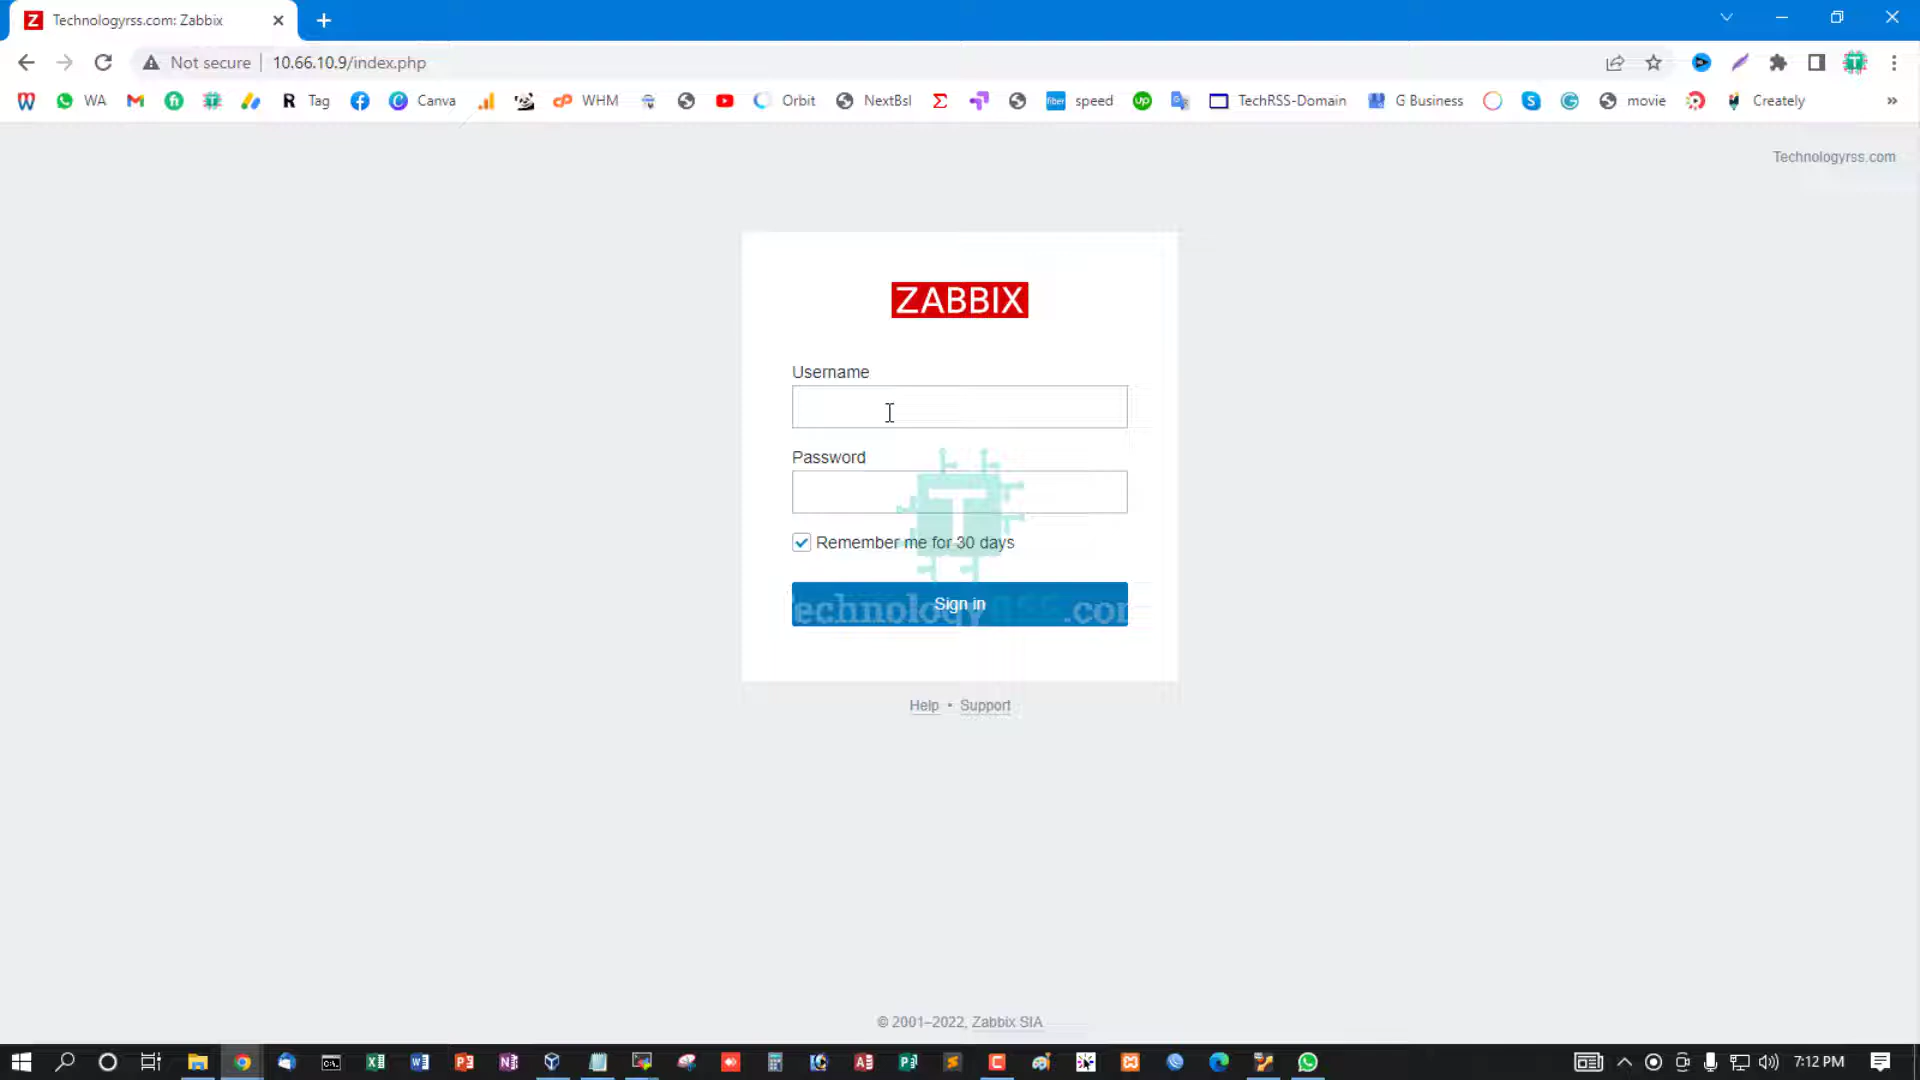 Technologyrss.com: Zabbix
Not secure
10.66.10.9/index.php
WA
Tag
Canva
WHM
Orbit
NextBsl
fiber
speed
up
TechRSS-Domain
G Business
movie
Creately
»
Technologyrss.com
ZABBIX
Username
Password
Remember me for 30 days
Sign in
Help • Support
© 2001–2022, Zabbix SIA
7:12 PM